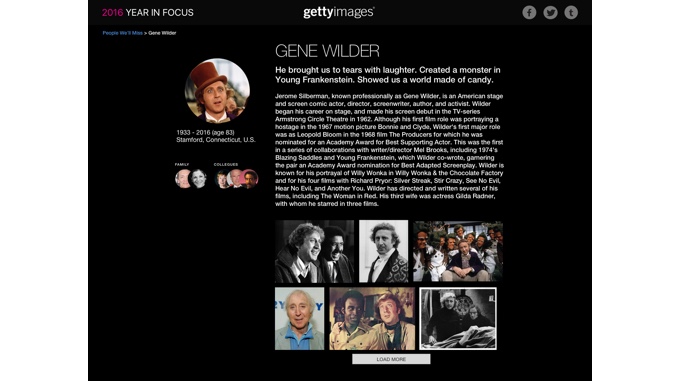 2016 YEAR IN FOCUS
gettyimages®
People We'll Miss > Gene Wilder
GENE WILDER
He brought us to tears with laughter. Created a monster in
Young Frankenstein. Showed us a world made of candy.
Jerome Silberman, known professionally as Gene Wilder, is an American stage
and screen comic actor, director, screenwriter, author, and activist. Wilder
began his career on stage, and made his screen debut in the TV-series
Armstrong Circle Theatre in 1962. Although his first film role was portraying a
hostage in the 1967 motion picture Bonnie and Clyde, Wilder's first major role
was as Leopold Bloom in the 1968 film The Producers for which he was
nominated for an Academy Award for Best Supporting Actor. This was the first
in a series of collaborations with writer/director Mel Brooks, including 1974's
Blazing Saddles and Young Frankenstein, which Wilder co-wrote, garnering
the pair an Academy Award nomination for Best Adapted Screenplay. Wilder is
known for his portrayal of Willy Wonka in Willy Wonka & the Chocolate Factory
and for his four films with Richard Pryor: Silver Streak, Stir Crazy, See No Evil,
Hear No Evil, and Another You. Wilder has directed and written several of his
films, including The Woman in Red. His third wife was actress Gilda Radner,
with whom he starred in three films.
1933 - 2016 (age 83)
Stamford, Connecticut, U.S.
FAMILY
COLLEGUES
LOAD MORE